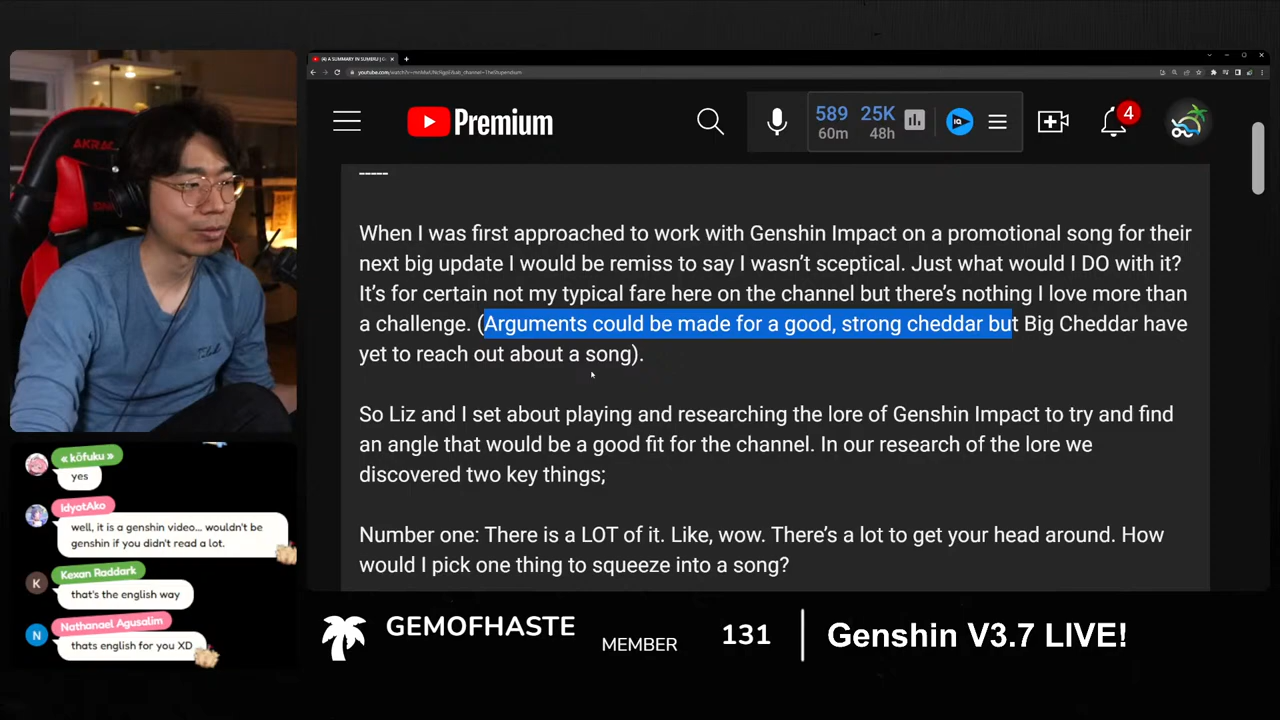 (4) A SUMMARY IN SUMERU | G
Premium
589
60m
25K
48h
4
-----
When I was first approached to work with Genshin Impact on a promotional song for their
next big update I would be remiss to say I wasn't sceptical. Just what would I DO with it?
It's for certain not my typical fare here on the channel but there's nothing I love more than
a challenge. (Arguments could be made for a good, strong cheddar but Big Cheddar have
yet to reach out about a song).
So Liz and I set about playing and researching the lore of Genshin Impact to try and find
an angle that would be a good fit for the channel. In our research of the lore we
discovered two key things;
Number one: There is a LOT of it. Like, wow. There's a lot to get your head around. How
would I pick one thing to squeeze into a song?
« kōfuku »
yes
IdyotAko
well, it is a genshin video... wouldn't be
genshin if you didn't read a lot.
K
Kexan Raddark
that's the english way
N
Nathanael Agusalim
thats english for you XD
GEMOFHASTE
MEMBER
131
Genshin V3.7 LIVE!